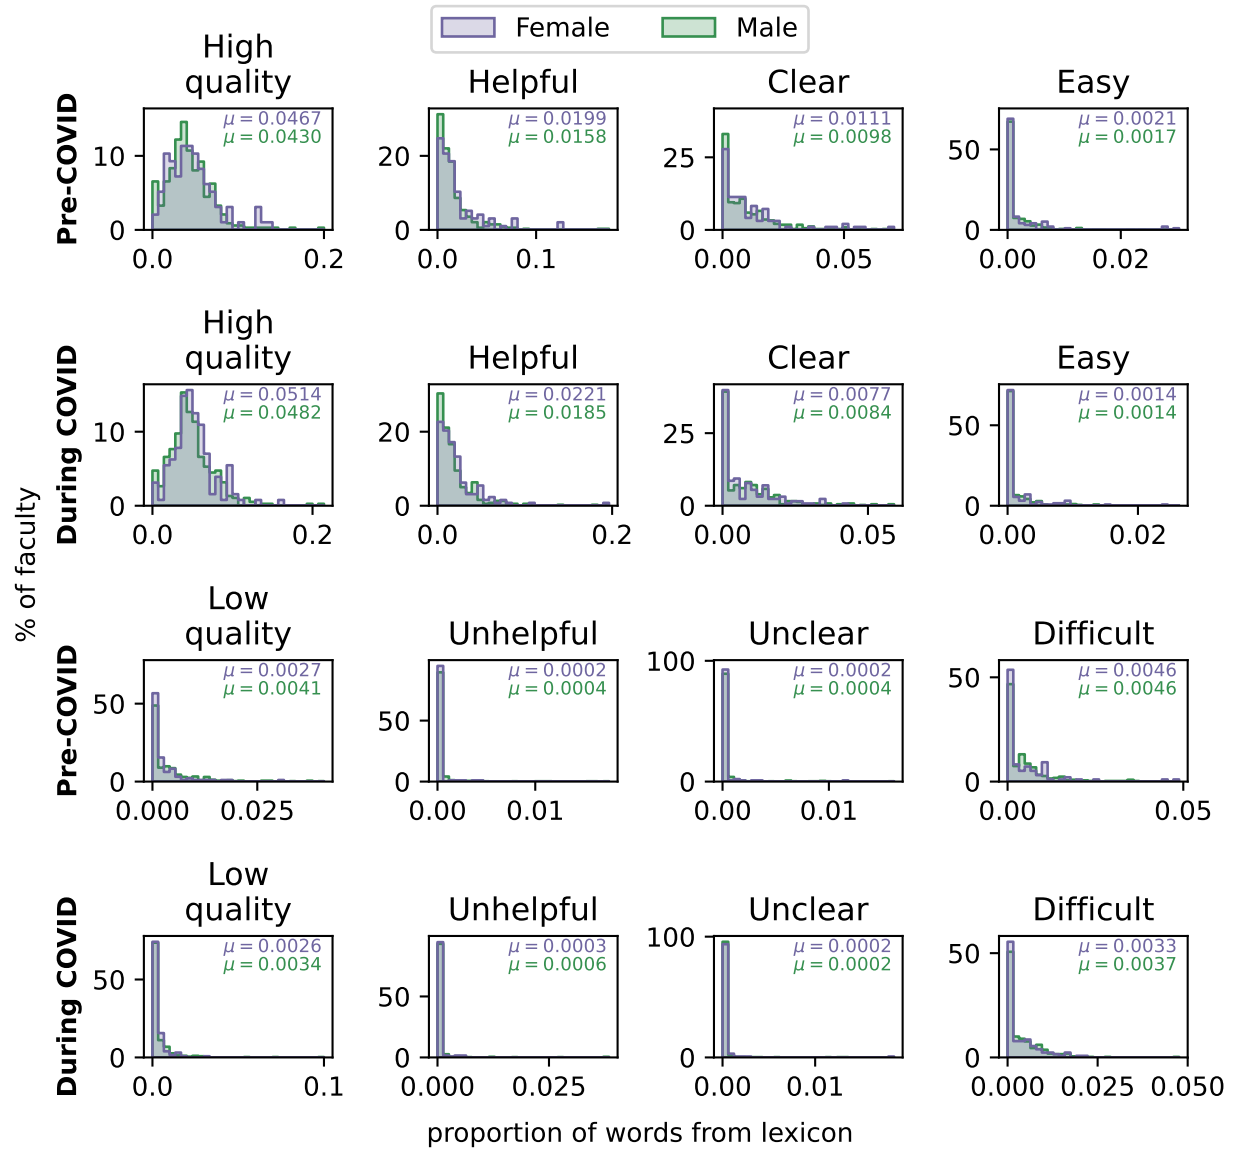 Female Male
High
quality Helpful Clear Easy
Pre-COVID
μ = 0.0467 μ = 0.0199 μ = 0.0111 μ = 0.0021
μ = 0.0430 μ = 0.0158 μ = 0.0098 μ = 0.0017
10 20 25 50
0 0 0 0
0.0 0.2 0.0 0.1 0.00 0.05 0.00 0.02
High
quality Helpful Clear Easy
During COVID
μ = 0.0514 μ = 0.0221 μ = 0.0077 μ = 0.0014
μ = 0.0482 μ = 0.0185 μ = 0.0084 μ = 0.0014
10 20 25 50
0 0 0 0
0.0 0.2 0.0 0.2 0.00 0.05 0.00 0.02
% of faculty
Low
quality Unhelpful Unclear Difficult
Pre-COVID
μ = 0.0027 μ = 0.0002 μ = 0.0002 μ = 0.0046
μ = 0.0041 μ = 0.0004 μ = 0.0004 μ = 0.0046
50 50 100 50
0 0 0 0
0.000 0.025 0.00 0.01 0.00 0.01 0.00 0.05
Low
quality Unhelpful Unclear Difficult
During COVID
μ = 0.0026 μ = 0.0003 μ = 0.0002 μ = 0.0033
μ = 0.0034 μ = 0.0006 μ = 0.0002 μ = 0.0037
50 50 100 50
0 0 0 0
0.0 0.1 0.000 0.025 0.00 0.01 0.000 0.025 0.050
proportion of words from lexicon